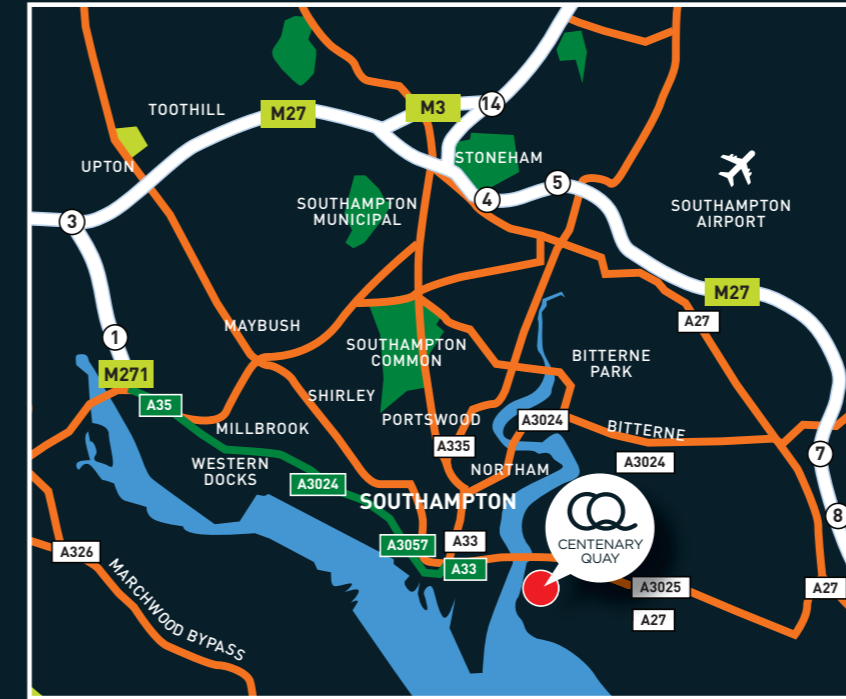 TOOTHILL
M27
M3
14
UPTON
STONEHAM
SOUTHAMPTON
MUNICIPAL
4
5
SOUTHAMPTON
AIRPORT
3
M27
A27
1
MAYBUSH
SOUTHAMPTON
COMMON
BITTERNE
PARK
M271
A35
SHIRLEY
MILLBROOK
PORTSWOOD
A3024
BITTERNE
A335
7
WESTERN
DOCKS
NORTHAM
A3024
A3024
SOUTHAMPTON
8
CQ
CENTENARY
QUAY
A3057
A33
A33
A326
MARCHWOOD BYPASS
A3025
A27
A27